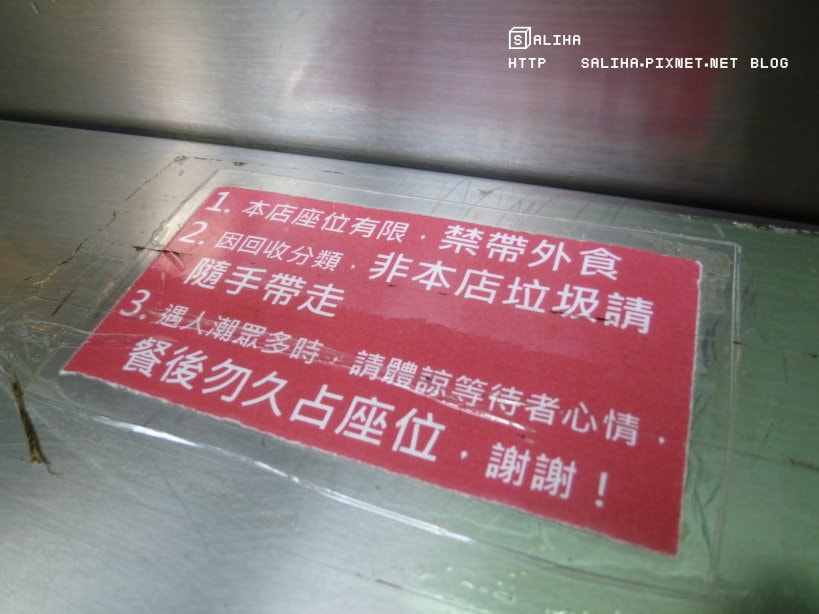 SALIHA
HTTP SALIHA.PIXNET.NET BLOG
1. 本店座位有限，禁帶外食
2. 因回收分類，非本店垃圾請
隨手帶走
3. 遇人潮眾多時，請體諒等待者心情，
餐後勿久占座位，謝謝！